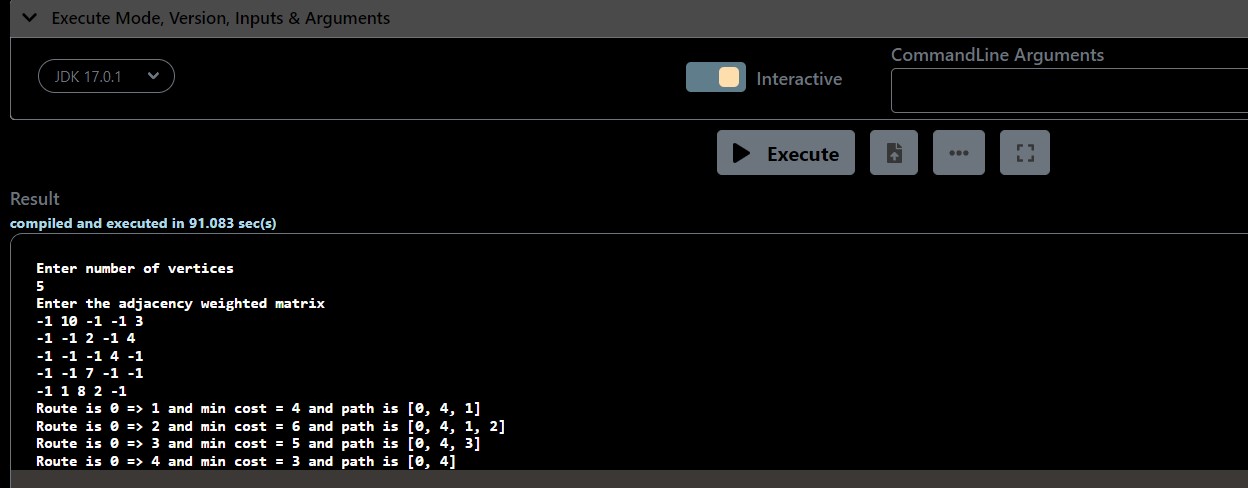 Execute Mode, Version, Inputs & Arguments
CommandLine Arguments
JDK 17.0.1
Interactive
Execute
Result
compiled and executed in 91.083 sec(s)
Enter number of vertices
5
Enter the adjacency weighted matrix
-1 10 -1 -1 3
-1 -1 2 -1 4
-1 -1 -1 4 -1
-1 -1 7 -1 -1
-1 1 8 2 -1
Route is 0 => 1 and min cost = 4 and path is [0, 4, 1]
Route is 0 => 2 and min cost = 6 and path is [0, 4, 1, 2]
Route is 0 => 3 and min cost = 5 and path is [0, 4, 3]
Route is 0 => 4 and min cost = 3 and path is [0, 4]